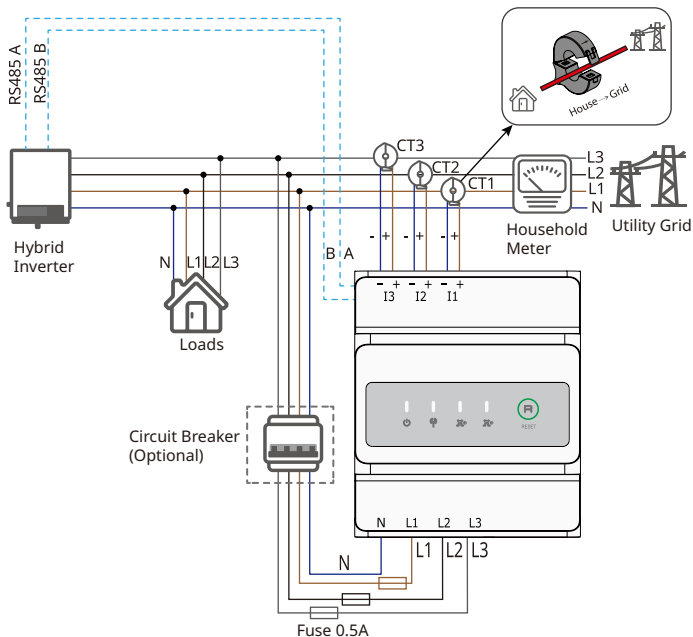 RS485 A
RS485 B
House→Grid
CT3
CT2
CT1
L3
L2
L1
N
Hybrid
Inverter
Household
Meter
Utility Grid
N L1 L2 L3
B A
- +
- +
- +
- + - + - +
I3 I2 I1
Loads
Circuit Breaker
(Optional)
RESET
N L1 L2 L3
N
L1 L2 L3
Fuse 0.5A